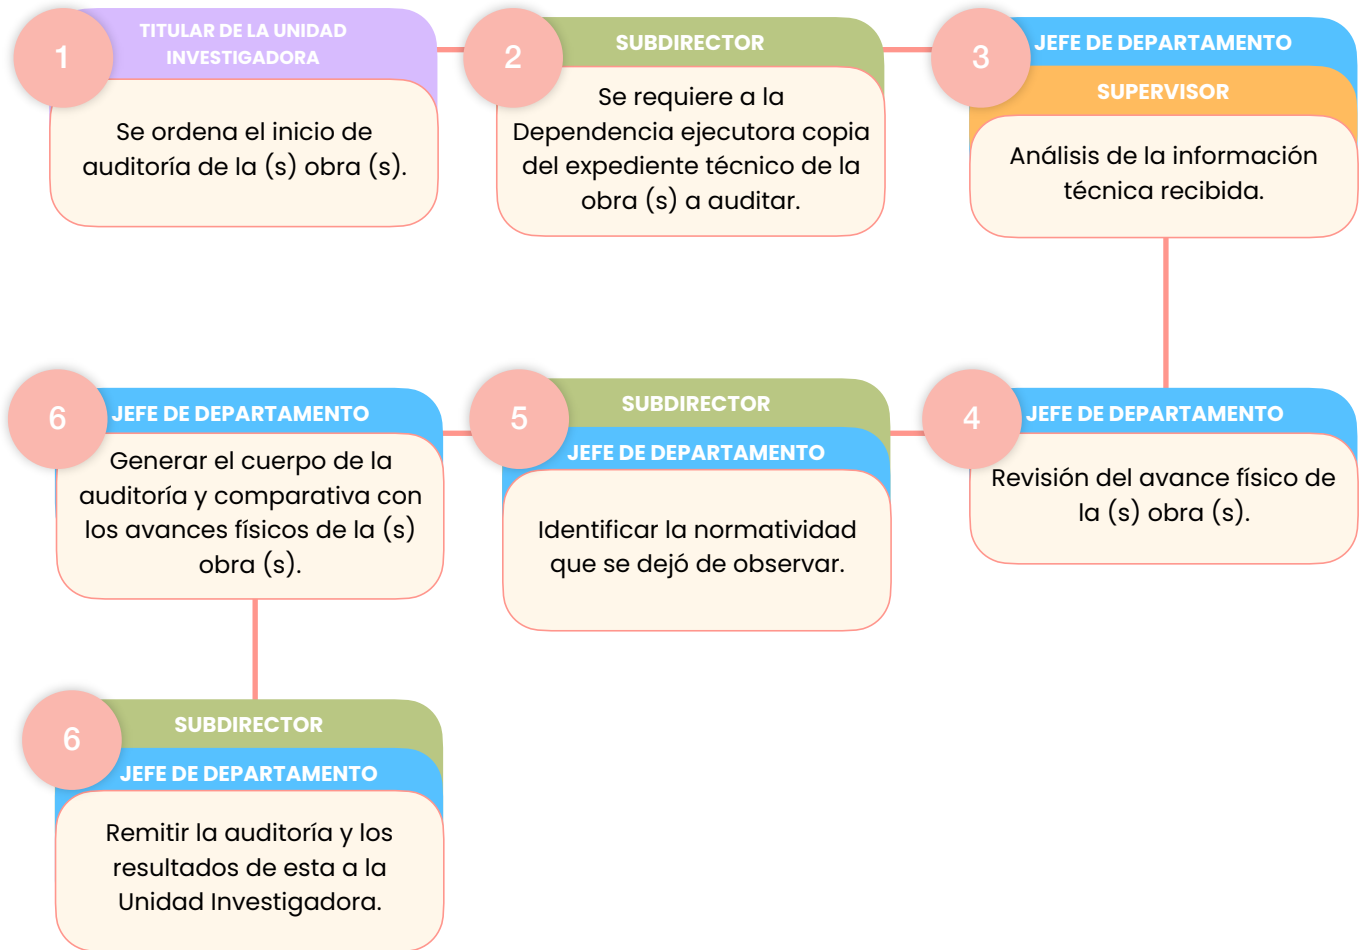 1
TITULAR DE LA UNIDAD
INVESTIGADORA
Se ordena el inicio de
auditoría de la (s) obra (s).
2
SUBDIRECTOR
Se requiere a la
Dependencia ejecutora copia
del expediente técnico de la
obra (s) a auditar.
3
JEFE DE DEPARTAMENTO
SUPERVISOR
Análisis de la información
técnica recibida.
4
JEFE DE DEPARTAMENTO
Revisión del avance físico de
la (s) obra (s).
5
SUBDIRECTOR
JEFE DE DEPARTAMENTO
Identificar la normatividad
que se dejó de observar.
6
JEFE DE DEPARTAMENTO
Generar el cuerpo de la
auditoría y comparativa con
los avances físicos de la (s)
obra (s).
6
SUBDIRECTOR
JEFE DE DEPARTAMENTO
Remitir la auditoría y los
resultados de esta a la
Unidad Investigadora.